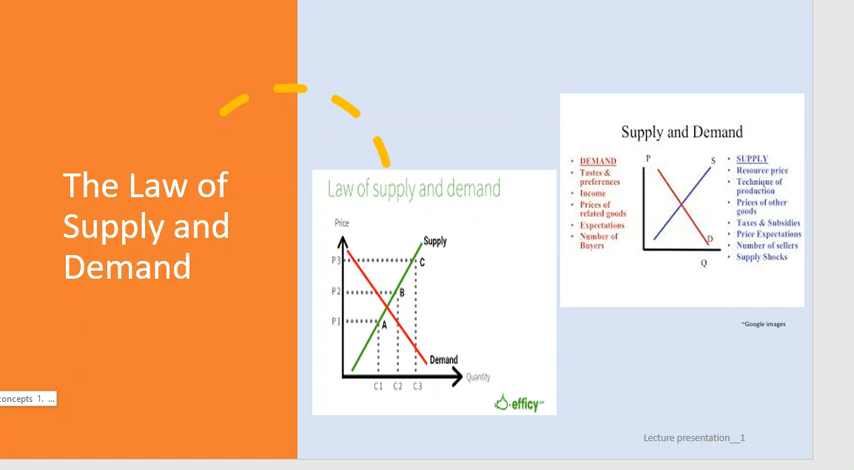 The Law of
Supply and
Demand
concepts 1. ...
Law of supply and demand
Price
Supply
P3
C
P2
B
P1
A
Demand
Quantity
C1 C2 C3
efficy
Supply and Demand
• DEMAND
• Tastes &
preferences
• Income
• Prices of
related goods
• Expectations
• Number of
Buyers
P
S
D
Q
• SUPPLY
• Resource price
• Technique of
production
• Prices of other
goods
• Taxes & Subsidies
• Price Expectations
• Number of sellers
• Supply Shocks
~Google images
Lecture presentation__1